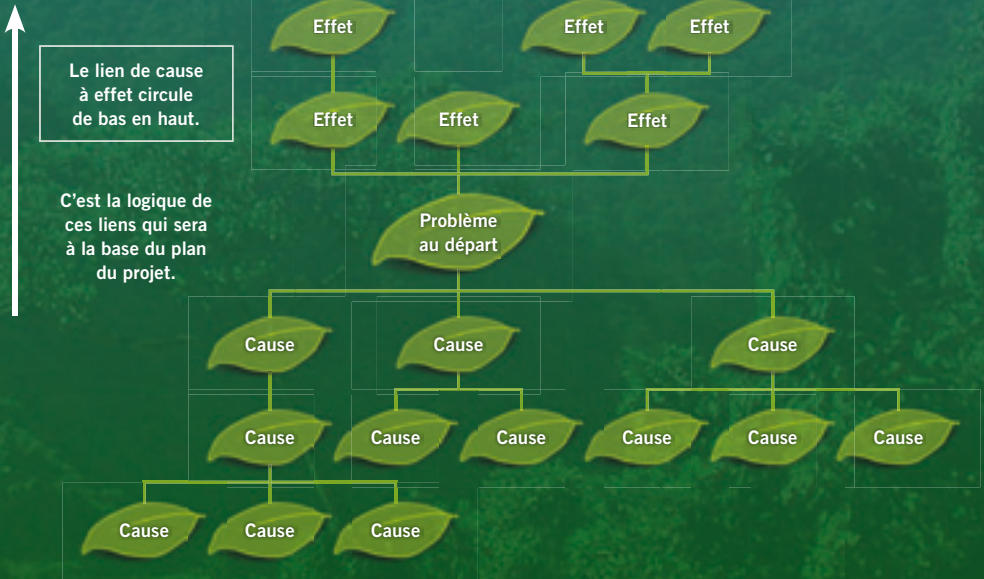 Effet Effet Effet
Le lien de cause
à effet circule
de bas en haut.
Effet Effet Effet
C'est la logique de
ces liens qui sera
à la base du plan
du projet.
Problème
au départ
Cause Cause Cause
Cause Cause Cause Cause Cause Cause
Cause Cause Cause